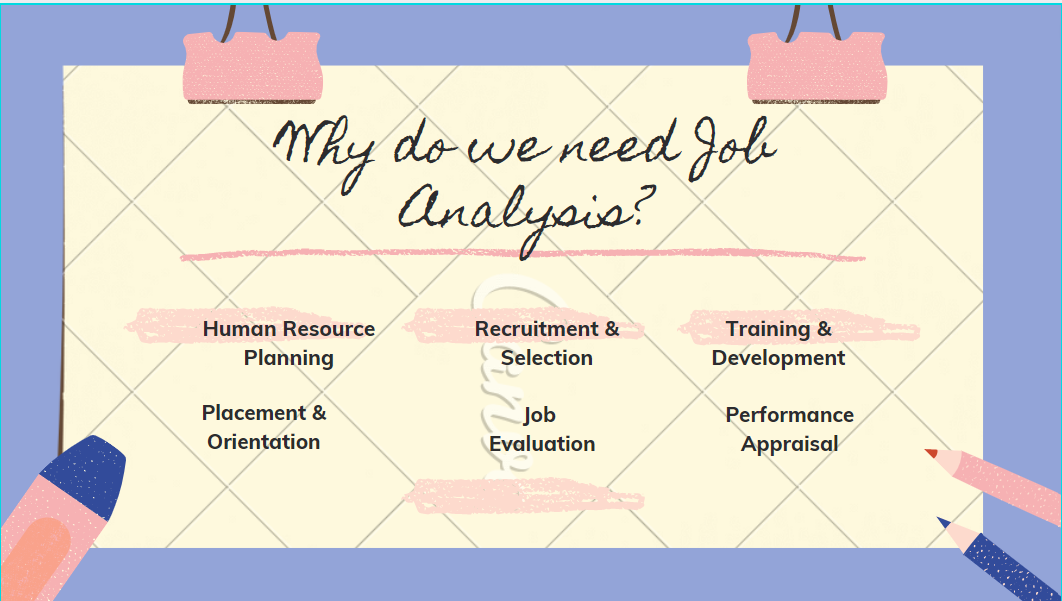 Why do we need Job
Analysis?
Human Resource
Planning
Recruitment &
Selection
Training &
Development
Placement &
Orientation
Job
Evaluation
Performance
Appraisal
Canva